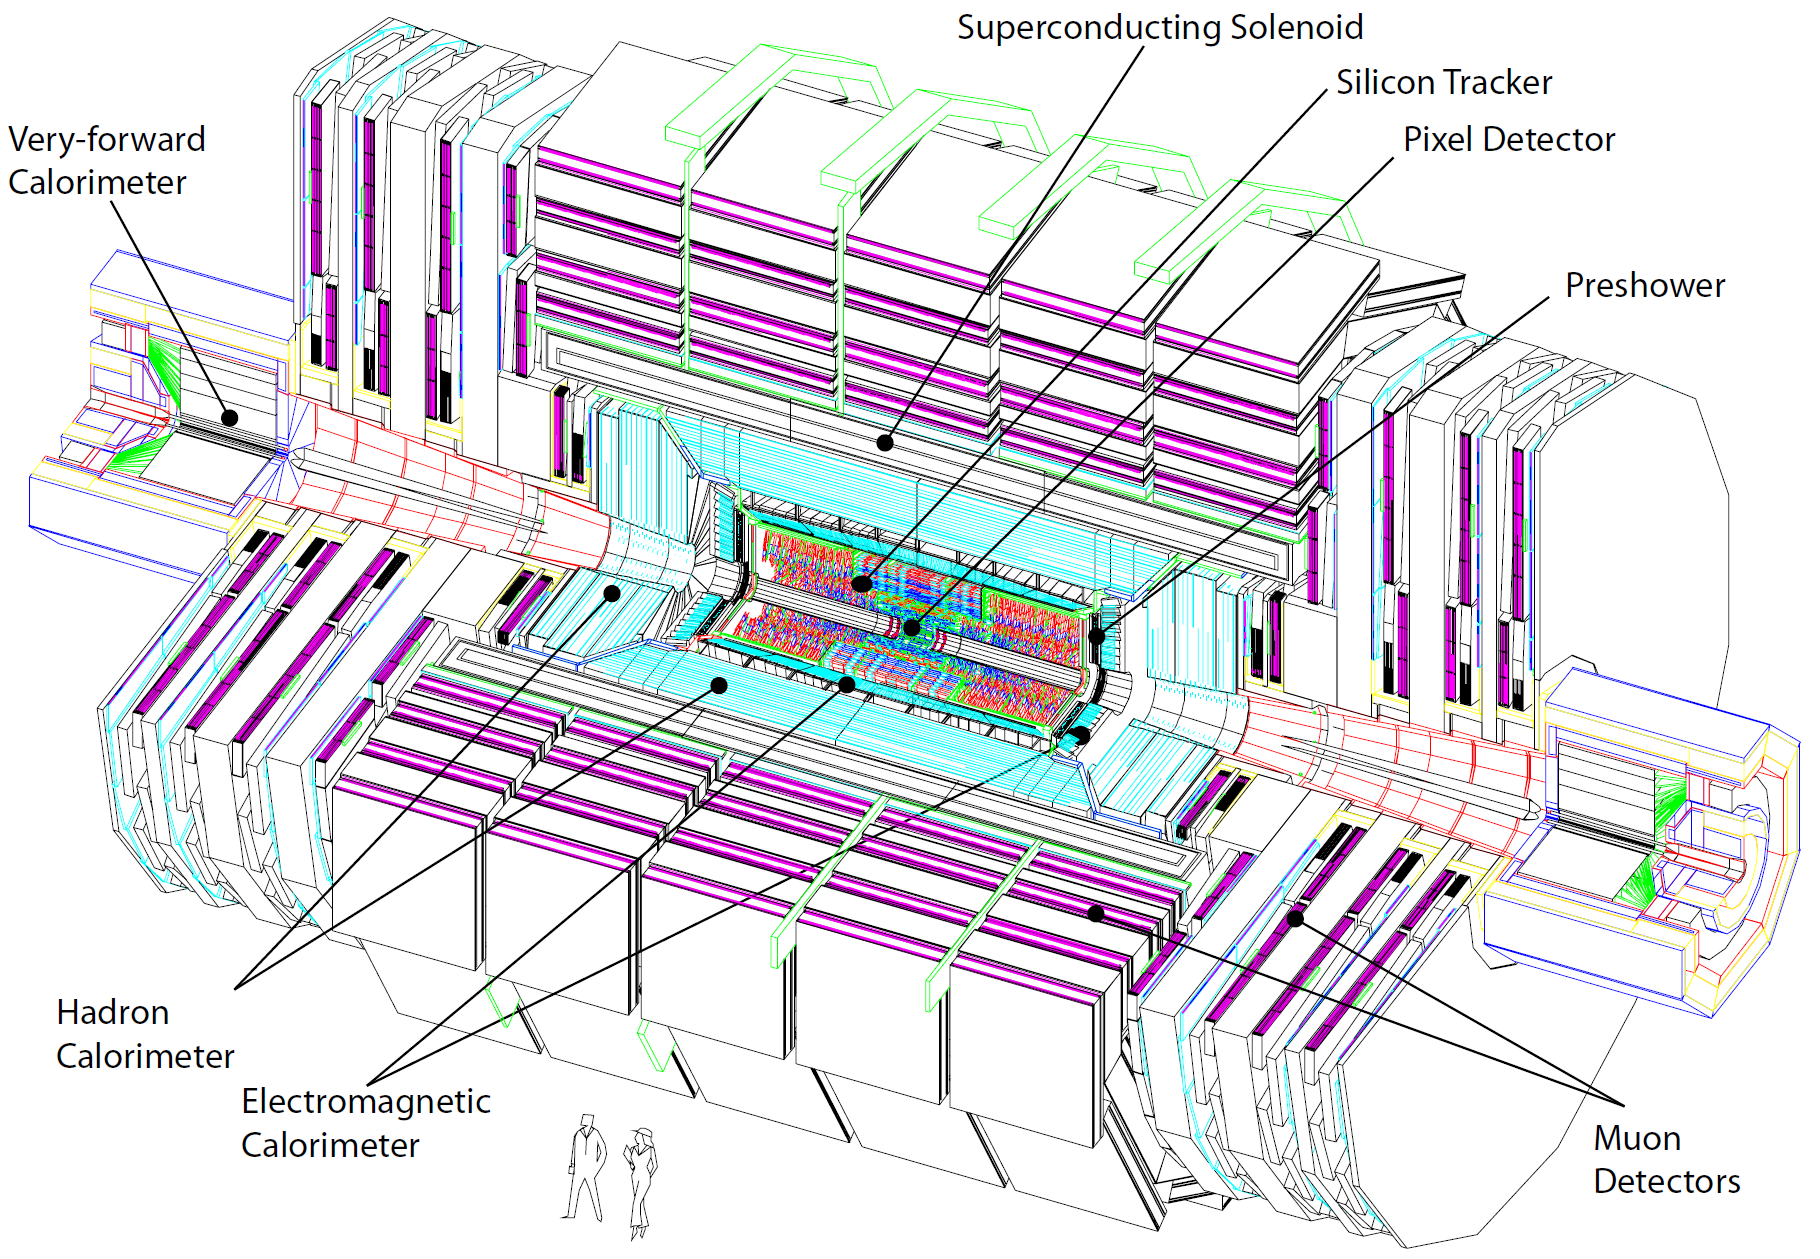 Superconducting Solenoid
Silicon Tracker
Pixel Detector
Very-forward
Calorimeter
Preshower
Hadron
Calorimeter
Electromagnetic
Calorimeter
Muon
Detectors